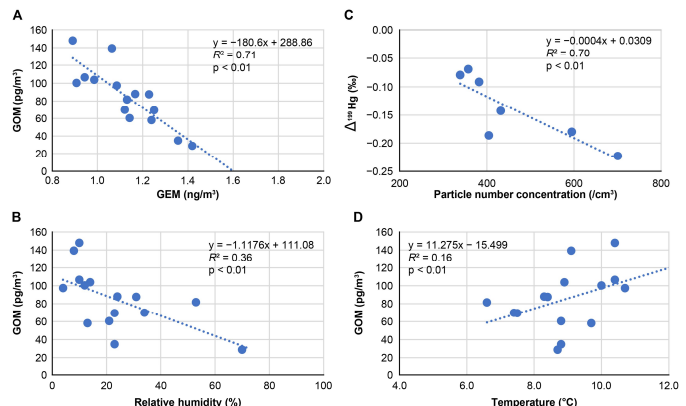 A
160
140
120
100
80
60
40
20
0
GOM (pg/m³)
y = −180.6x + 288.86
R² = 0.71
p < 0.01
0.8 1.0 1.2 1.4 1.6 1.8 2.0
GEM (ng/m³)
C
0.00
−0.05
−0.10
−0.15
−0.20
−0.25
Δ¹⁹⁹Hg (‰)
y = −0.0004x + 0.0309
R² = 0.70
p < 0.01
200 400 600 800
Particle number concentration (/cm³)
B
160
140
120
100
80
60
40
20
0
GOM (pg/m³)
y = −1.1176x + 111.08
R² = 0.36
p < 0.01
0 20 40 60 80 100
Relative humidity (%)
D
160
140
120
100
80
60
40
20
0
GOM (pg/m³)
y = 11.275x − 15.499
R² = 0.16
p < 0.01
4.0 6.0 8.0 10.0 12.0
Temperature (°C)